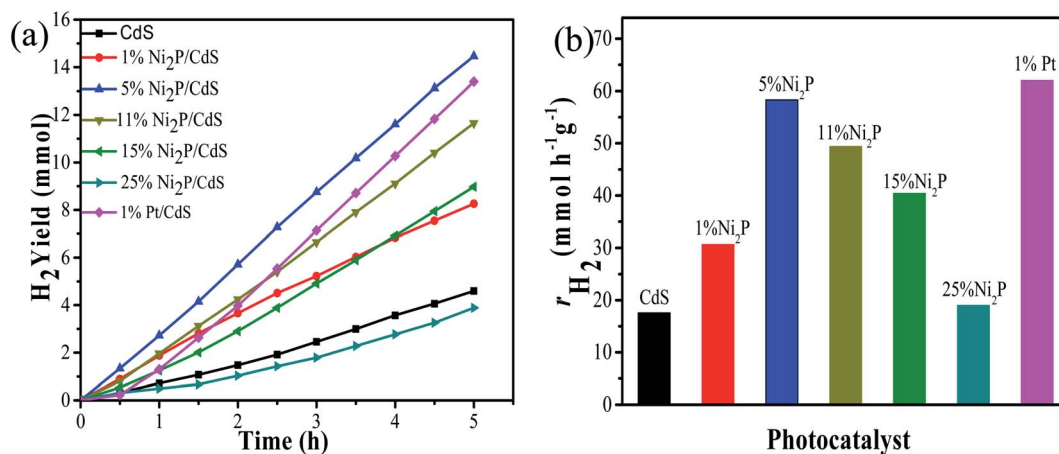 (a)
H₂Yield (mmol)
16
14
12
10
8
6
4
2
0
CdS
1% Ni₂P/CdS
5% Ni₂P/CdS
11% Ni₂P/CdS
15% Ni₂P/CdS
25% Ni₂P/CdS
1% Pt/CdS
0 1 2 3 4 5
Time (h)
(b)
rH₂(mmol h⁻¹g⁻¹)
70
60
50
40
30
20
10
0
CdS
1%Ni₂P
5%Ni₂P
11%Ni₂P
15%Ni₂P
25%Ni₂P
1% Pt
Photocatalyst